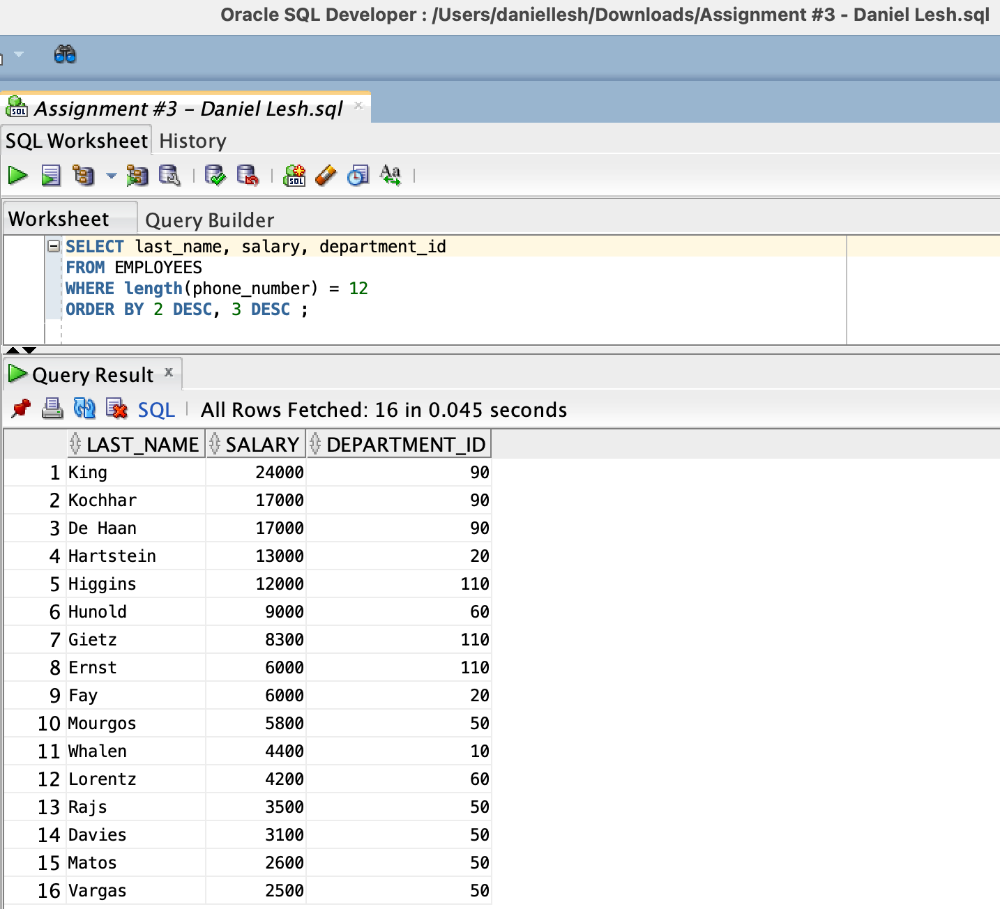 Oracle SQL Developer : /Users/daniellesh/Downloads/Assignment #3 - Daniel Lesh.sql
Assignment #3 – Daniel Lesh.sql
SQL Worksheet History
Worksheet Query Builder
SELECT last_name, salary, department_id
FROM EMPLOYEES
WHERE length(phone_number) = 12
ORDER BY 2 DESC, 3 DESC ;
Query Result
SQL All Rows Fetched: 16 in 0.045 seconds
LAST_NAME SALARY DEPARTMENT_ID
1 King 24000 90
2 Kochhar 17000 90
3 De Haan 17000 90
4 Hartstein 13000 20
5 Higgins 12000 110
6 Hunold 9000 60
7 Gietz 8300 110
8 Ernst 6000 110
9 Fay 6000 20
10 Mourgos 5800 50
11 Whalen 4400 10
12 Lorentz 4200 60
13 Rajs 3500 50
14 Davies 3100 50
15 Matos 2600 50
16 Vargas 2500 50